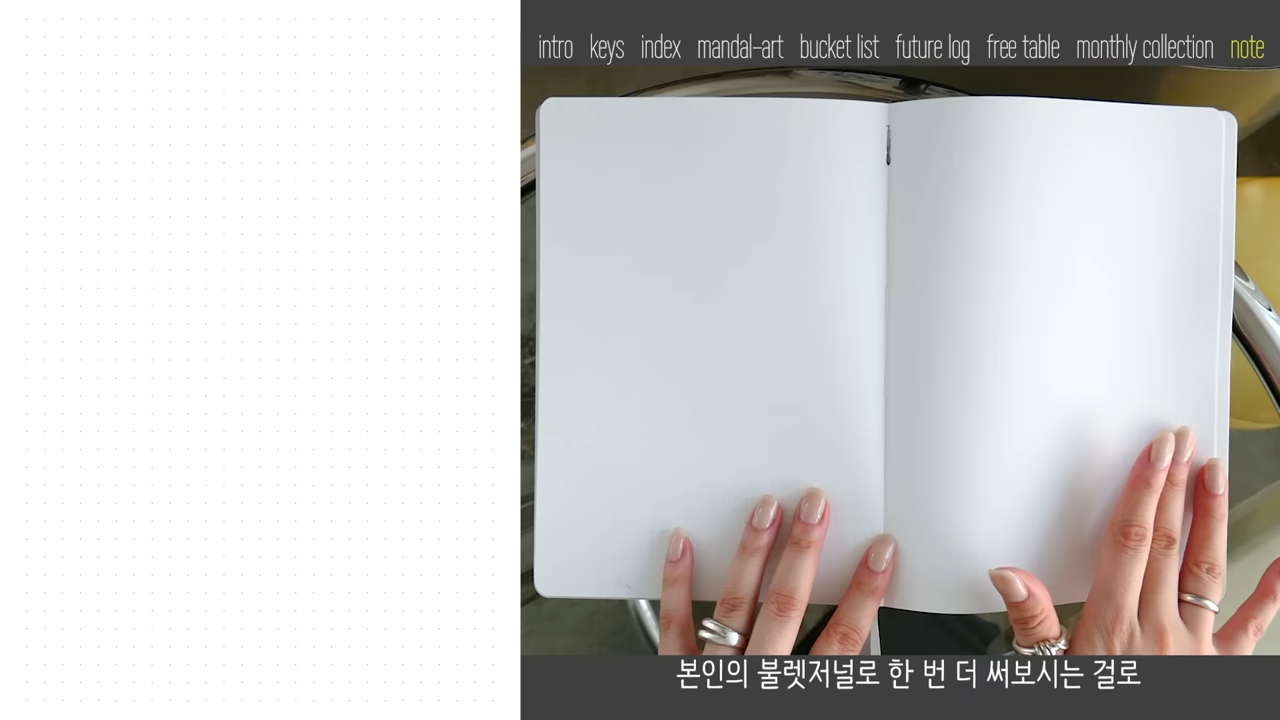 intro keys index mandal-art bucket list future log free table monthly collection note
본인의 불렛저널로 한 번 더 써보시는 걸로